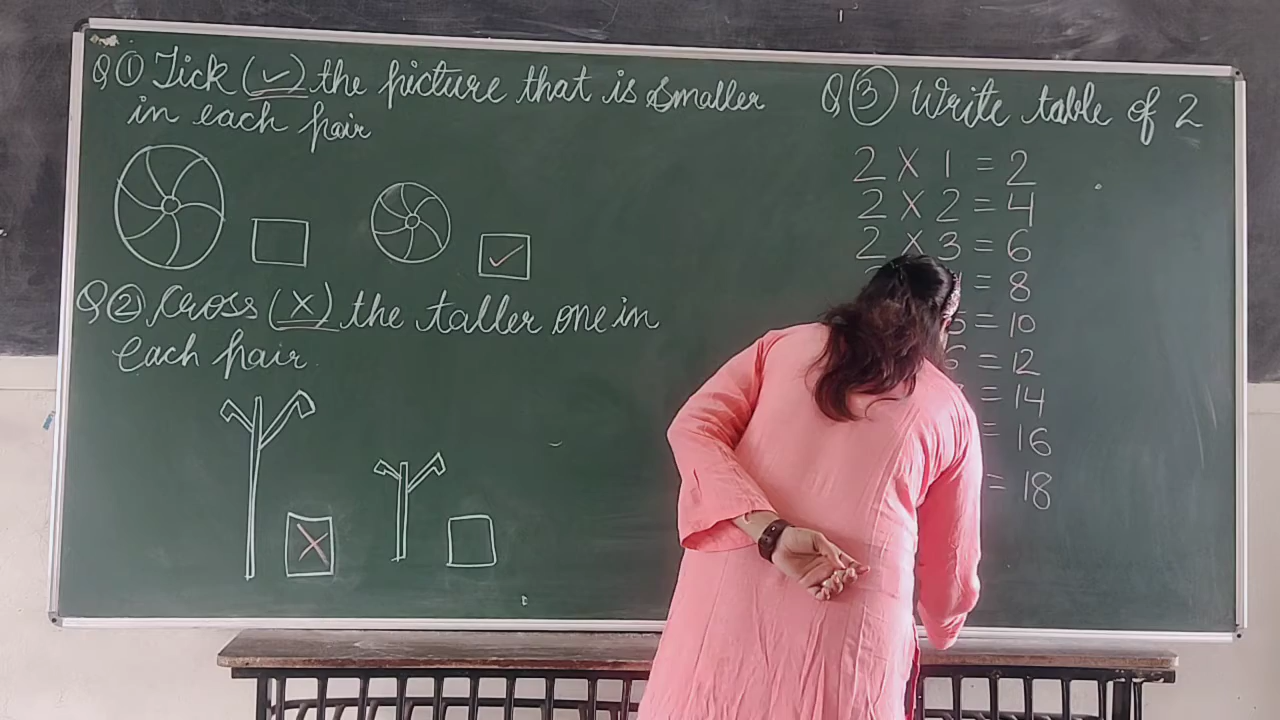 Q① Tick (✓) the picture that is smaller
in each pair
✓
Q② Cross (X) the taller one in
each pair
X
Q③ Write table of 2
2 X 1 = 2
2 X 2 = 4
2 X 3 = 6
= 8
5 = 10
6 = 12
= 14
= 16
= 18